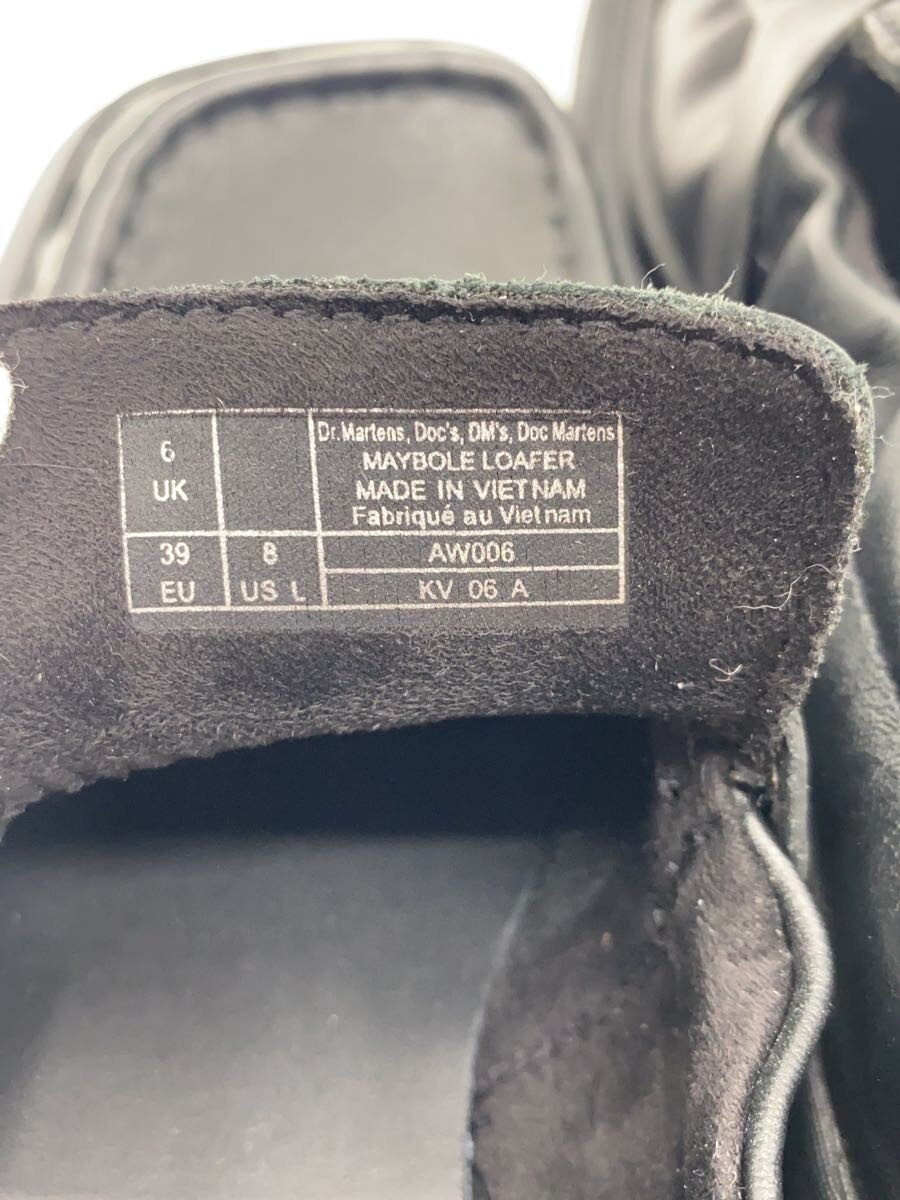 6
UK
Dr.Martens, Doc's, DM's, Doc Martens
MAYBOLE LOAFER
MADE IN VIETNAM
Fabriqué au Vietnam
39
EU
8
US L
AW006
KV 06 A